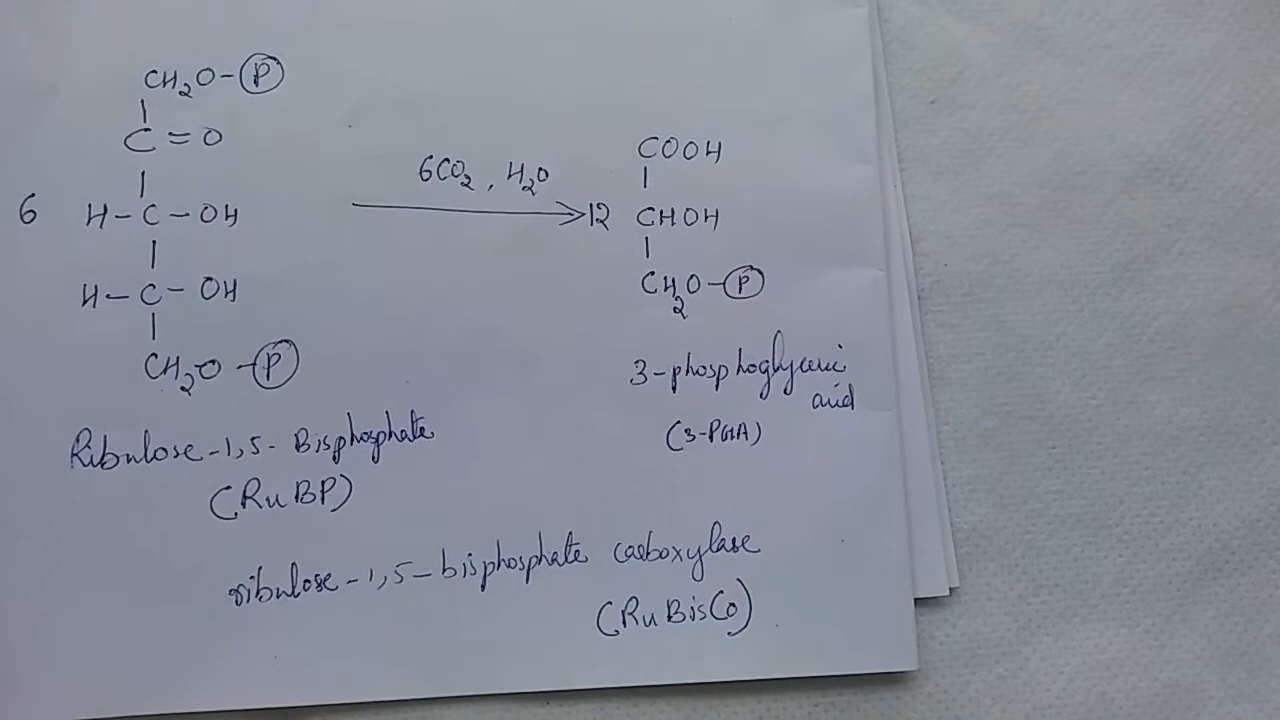 CH2O-(P)
|
C=O
|
6 H-C-OH
|
H-C-OH
|
CH2O-(P)
Ribulose-1,5-Bisphosphate
(RuBP)
6CO2, H2O
12
COOH
|
CHOH
|
CH2O-(P)
3-phosphoglyceric
acid
(3-PGA)
ribulose-1,5-bisphosphate carboxylase
(RuBisCo)